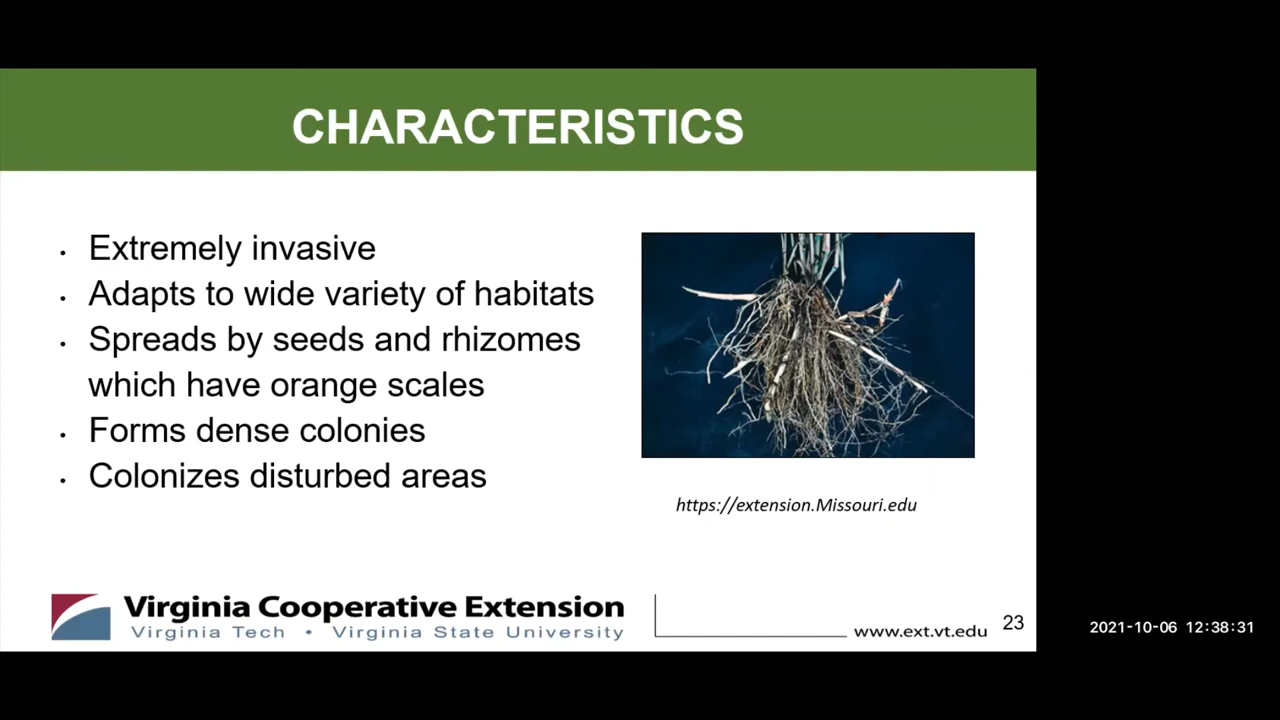 CHARACTERISTICS
• Extremely invasive
• Adapts to wide variety of habitats
• Spreads by seeds and rhizomes
which have orange scales
• Forms dense colonies
• Colonizes disturbed areas
https://extension.Missouri.edu
Virginia Cooperative Extension
Virginia Tech • Virginia State University
www.ext.vt.edu
23
2021-10-06 12:38:31